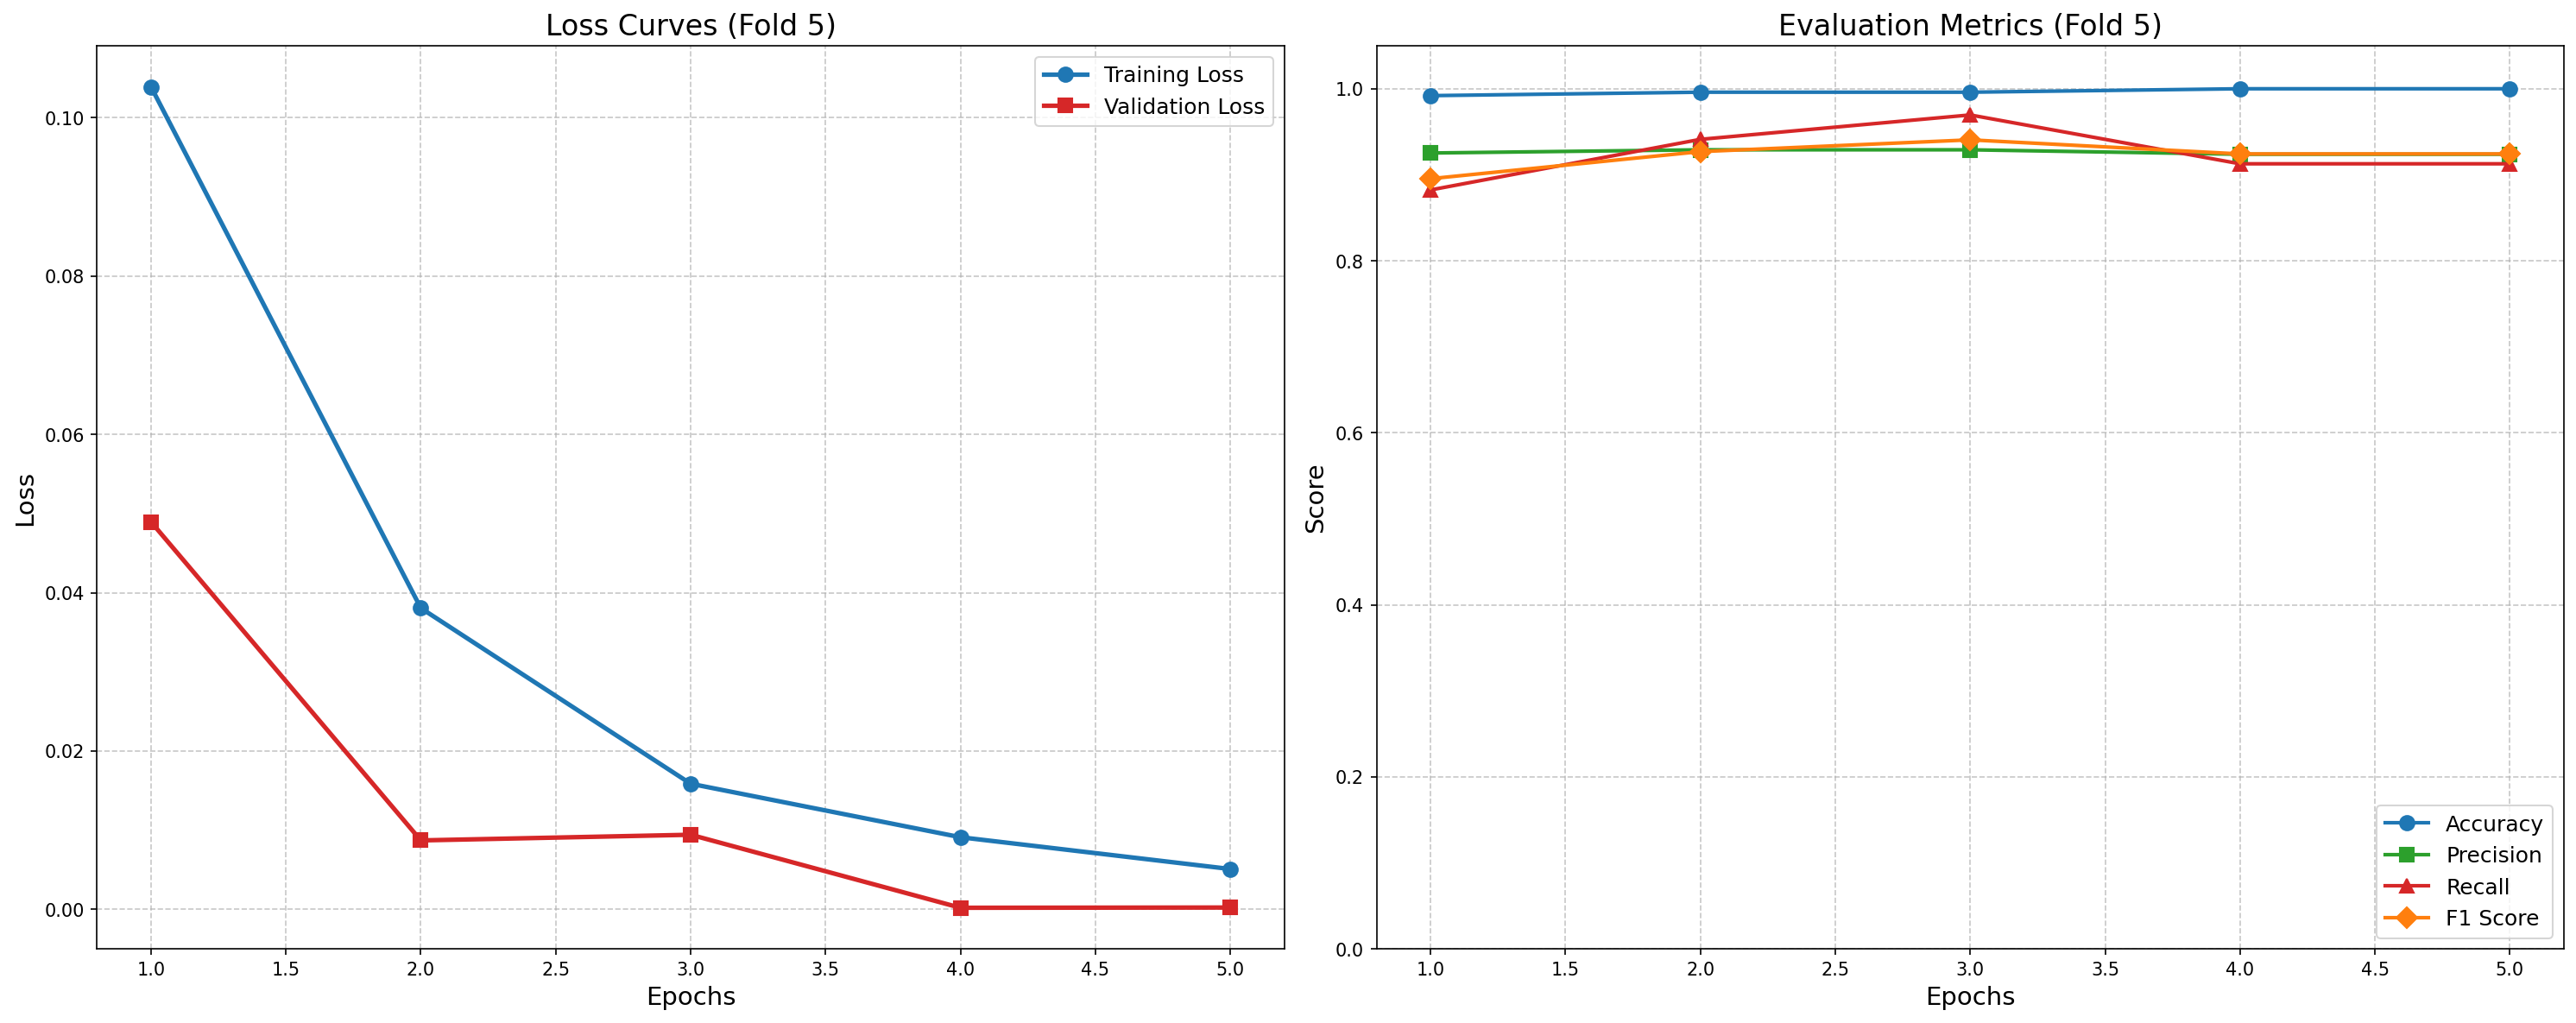 Loss Curves (Fold 5)
Training Loss
Validation Loss
0.10
0.08
0.06
0.04
0.02
0.00
Loss
1.0 1.5 2.0 2.5 3.0 3.5 4.0 4.5 5.0
Epochs
Evaluation Metrics (Fold 5)
1.0
0.8
0.6
0.4
0.2
0.0
Score
Accuracy
Precision
Recall
F1 Score
1.0 1.5 2.0 2.5 3.0 3.5 4.0 4.5 5.0
Epochs